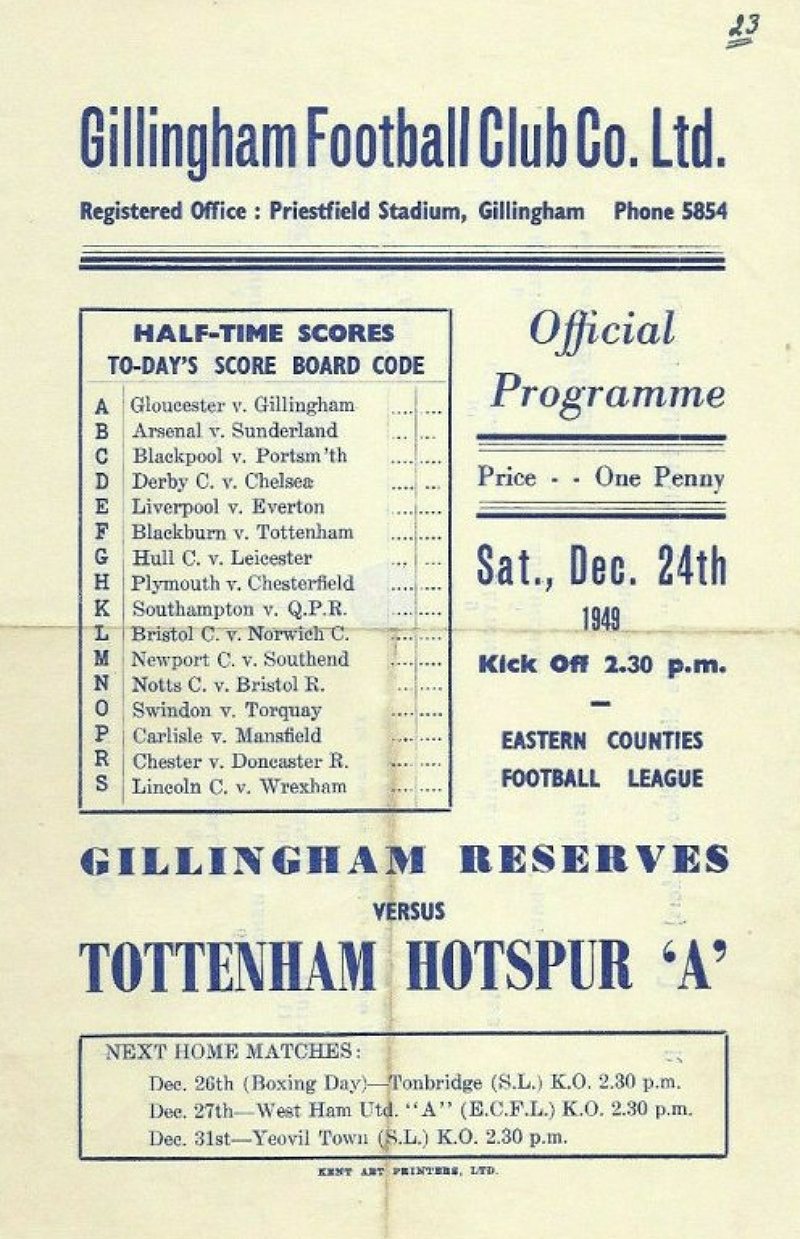 23
Gillingham Football Club Co. Ltd.
Registered Office : Priestfield Stadium, Gillingham Phone 5854
HALF-TIME SCORES
TO-DAY'S SCORE BOARD CODE
A Gloucester v. Gillingham .... ...
B Arsenal v. Sunderland ... ...
C Blackpool v. Portsm'th .... ....
D Derby C. v. Chelsea .... ...
E Liverpool v. Everton .... ....
F Blackburn v. Tottenham .... ....
G Hull C. v. Leicester ... ...
H Plymouth v. Chesterfield .... ....
K Southampton v. Q.P.R. .... ....
L Bristol C. v. Norwich C. .... ....
M Newport C. v. Southend .... ....
N Notts C. v. Bristol R. ... ....
O Swindon v. Torquay .... ....
P Carlisle v. Mansfield .... ....
R Chester v. Doncaster R. .... ....
S Lincoln C. v. Wrexham .... ....
Official
Programme
Price - - One Penny
Sat., Dec. 24th
1949
Kick Off 2.30 p.m.
—
EASTERN COUNTIES
FOOTBALL LEAGUE
GILLINGHAM RESERVES
VERSUS
TOTTENHAM HOTSPUR 'A'
NEXT HOME MATCHES:
Dec. 26th (Boxing Day)—Tonbridge (S.L.) K.O. 2.30 p.m.
Dec. 27th—West Ham Utd. "A" (E.C.F.L.) K.O. 2.30 p.m.
Dec. 31st—Yeovil Town (S.L.) K.O. 2.30 p.m.
KENT ART PRINTERS, LTD.